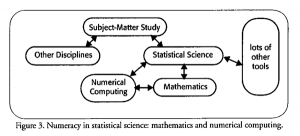 Subject-Matter Study
Other Disciplines
Statistical Science
lots of
other
tools
Numerical
Computing
Mathematics
Figure 3. Numeracy in statistical science: mathematics and numerical computing.